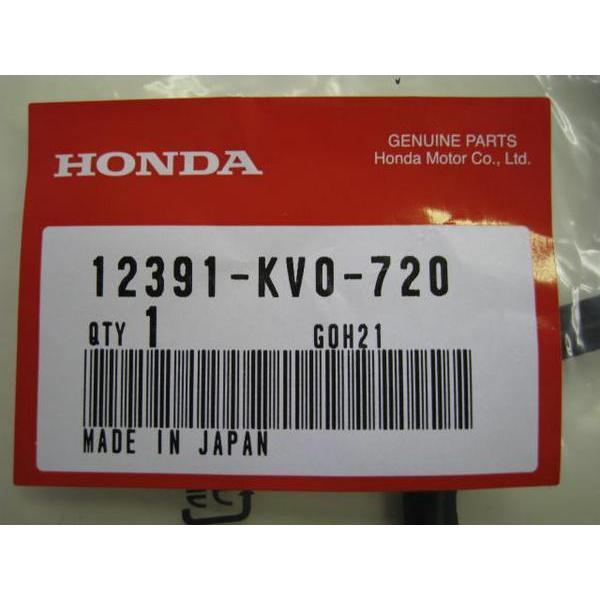 HONDA
GENUINE PARTS
Honda Motor Co., Ltd.
12391-KV0-720
QTY 1 G0H21
MADE IN JAPAN